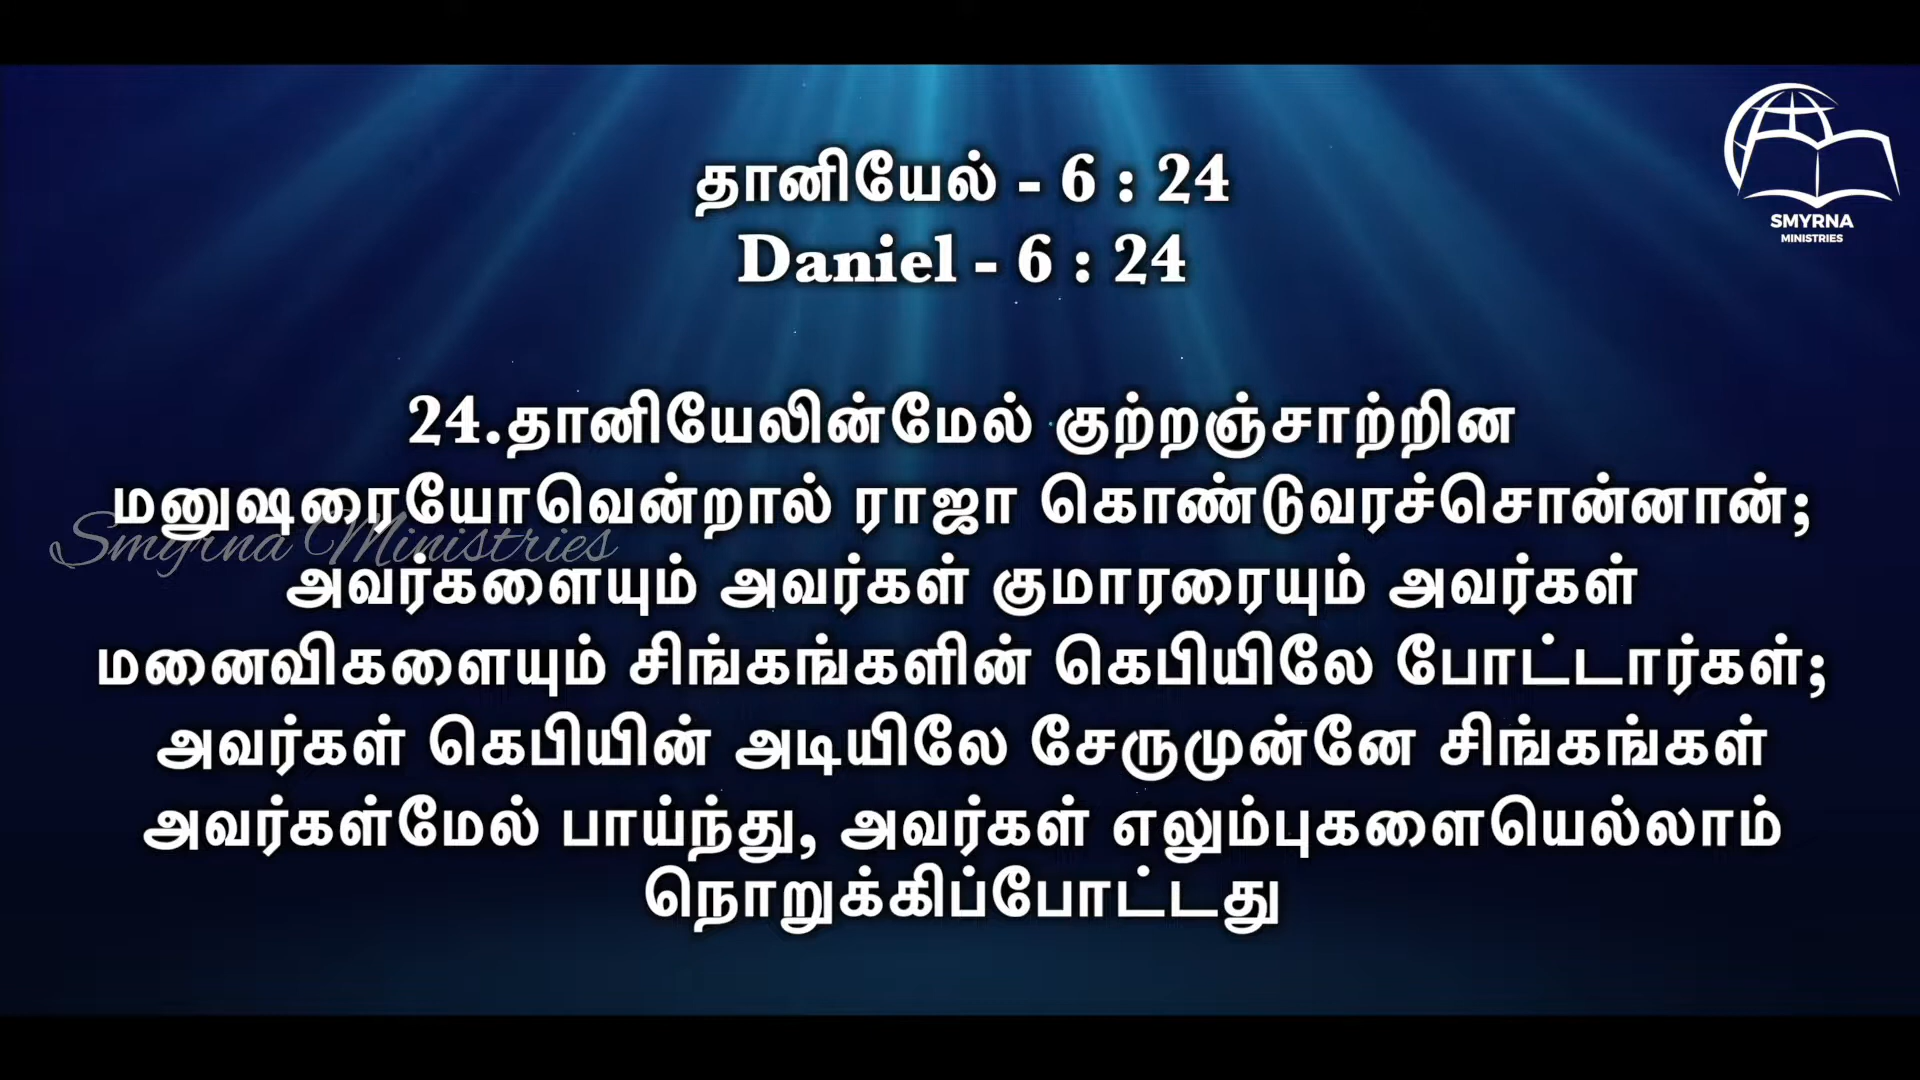 தானியேல் - 6 : 24
Daniel - 6 : 24
SMYRNA
MINISTRIES
24.தானியேலின்மேல் குற்றஞ்சாற்றின
மனுஷரையோவென்றால் ராஜா கொண்டுவரச்சொன்னான்;
Smyrna Ministries
அவர்களையும் அவர்கள் குமாரரையும் அவர்கள்
மனைவிகளையும் சிங்கங்களின் கெபியிலே போட்டார்கள்;
அவர்கள் கெபியின் அடியிலே சேருமுன்னே சிங்கங்கள்
அவர்கள்மேல் பாய்ந்து, அவர்கள் எலும்புகளையெல்லாம்
நொறுக்கிப்போட்டது